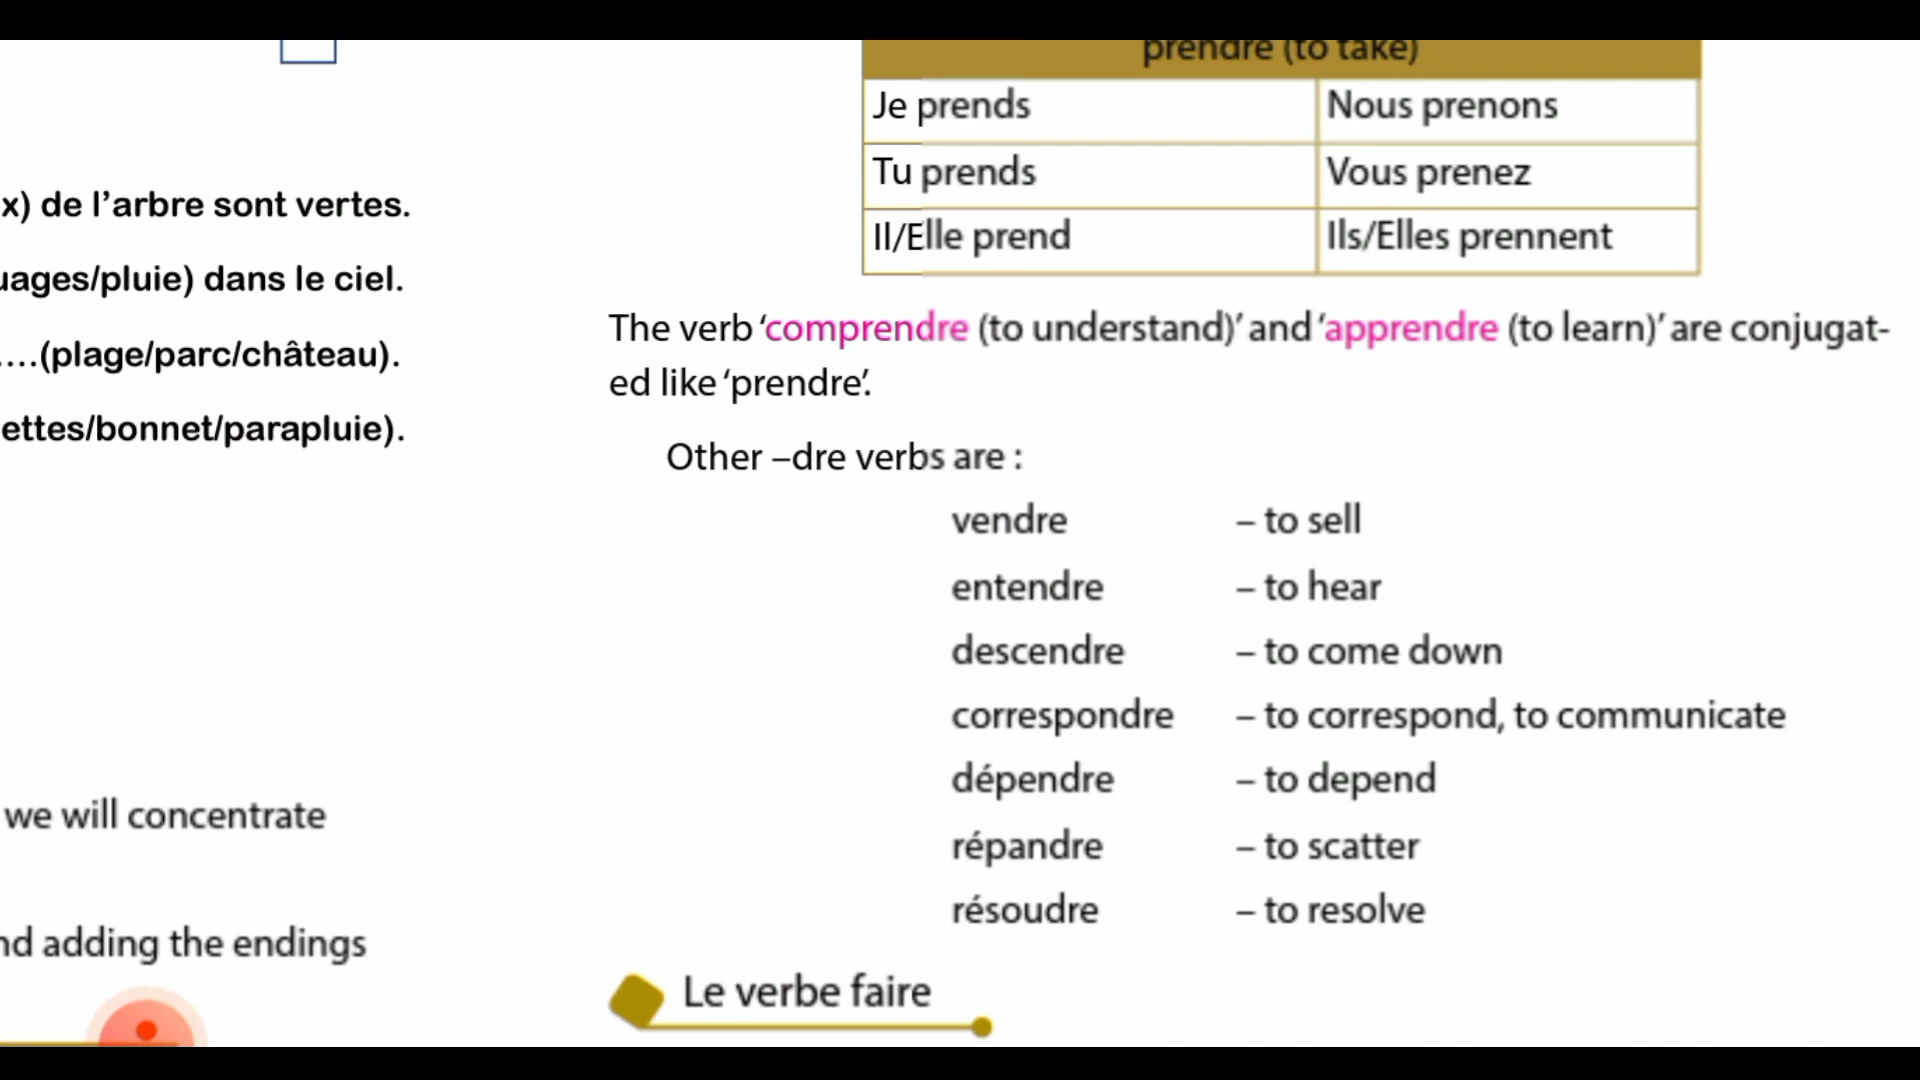 x) de l’arbre sont vertes.
uages/pluie) dans le ciel.
....(plage/parc/château).
ettes/bonnet/parapluie).
we will concentrate
nd adding the endings
prendre (to take)
Je prends Nous prenons
Tu prends Vous prenez
Il/Elle prend Ils/Elles prennent
The verb ‘comprendre (to understand)’ and ‘apprendre (to learn)’ are conjugat-
ed like ‘prendre’.
Other –dre verbs are :
vendre – to sell
entendre – to hear
descendre – to come down
correspondre – to correspond, to communicate
dépendre – to depend
répandre – to scatter
résoudre – to resolve
Le verbe faire